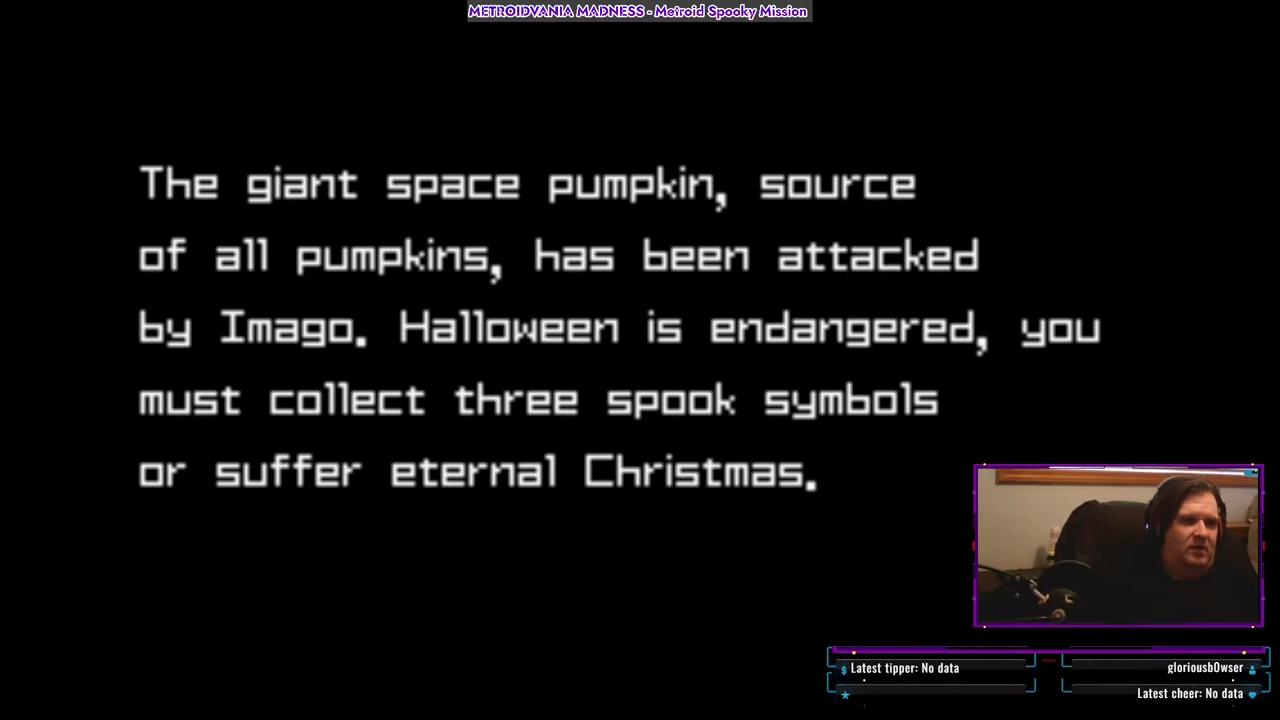 METROIDVANIA MADNESS - Metroid Spooky Mission
The giant space pumpkin, source
of all pumpkins, has been attacked
by Imago. Halloween is endangered, you
must collect three spook symbols
or suffer eternal Christmas.
Latest tipper: No data
gloriousb0wser
Latest cheer: No data